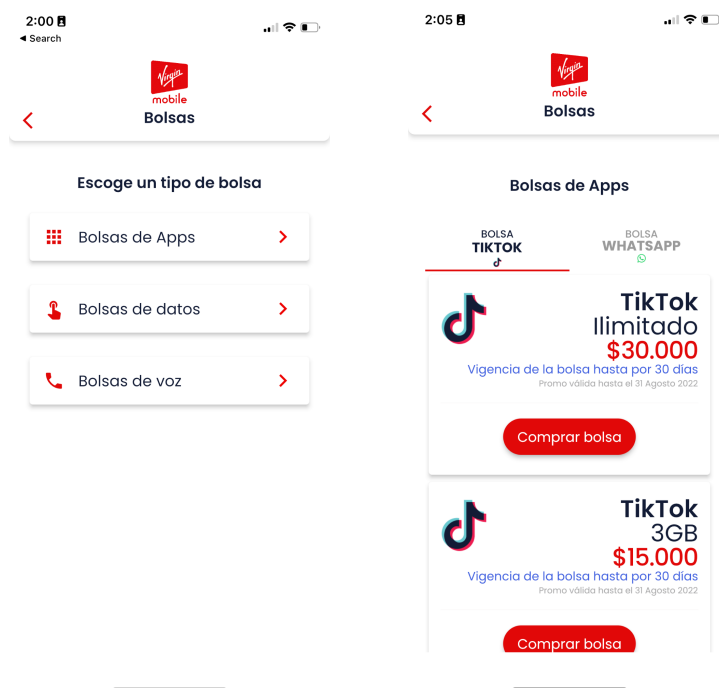 2:00
◀ Search
Virgin
mobile
Bolsas
Escoge un tipo de bolsa
Bolsas de Apps
Bolsas de datos
Bolsas de voz
2:05
Virgin
mobile
Bolsas
Bolsas de Apps
BOLSA
TIKTOK
BOLSA
WHATSAPP
TikTok
Ilimitado
$30.000
Vigencia de la bolsa hasta por 30 días
Promo válida hasta el 31 Agosto 2022
Comprar bolsa
TikTok
3GB
$15.000
Vigencia de la bolsa hasta por 30 días
Promo válida hasta el 31 Agosto 2022
Comprar bolsa